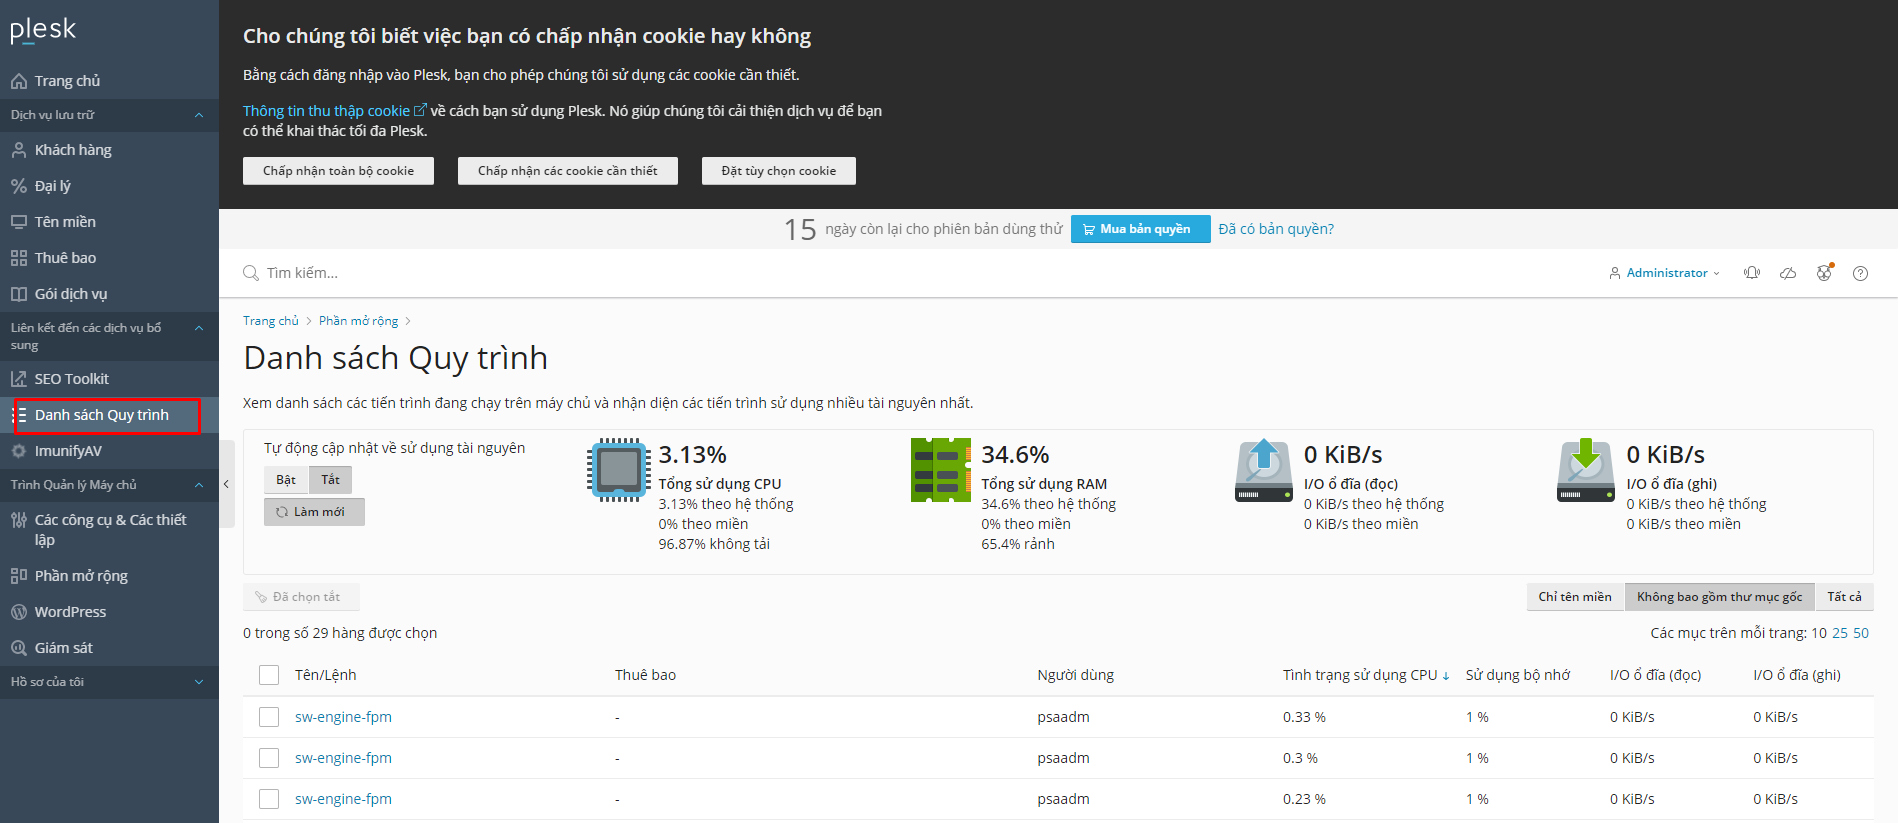 plesk
Trang chủ
Dịch vụ lưu trữ
Khách hàng
Đại lý
Tên miền
Thuê bao
Gói dịch vụ
Liên kết đến các dịch vụ bổ
sung
SEO Toolkit
Danh sách Quy trình
ImunifyAV
Trình Quản lý Máy chủ
Các công cụ & Các thiết
lập
Phần mở rộng
WordPress
Giám sát
Hồ sơ của tôi
Cho chúng tôi biết việc bạn có chấp nhận cookie hay không
Bằng cách đăng nhập vào Plesk, bạn cho phép chúng tôi sử dụng các cookie cần thiết.
Thông tin thu thập cookie về cách bạn sử dụng Plesk. Nó giúp chúng tôi cải thiện dịch vụ để bạn
có thể khai thác tối đa Plesk.
Chấp nhận toàn bộ cookie Chấp nhận các cookie cần thiết Đặt tùy chọn cookie
15 ngày còn lại cho phiên bản dùng thử Mua bản quyền Đã có bản quyền?
Tìm kiếm... Administrator
Trang chủ > Phần mở rộng >
Danh sách Quy trình
Xem danh sách các tiến trình đang chạy trên máy chủ và nhận diện các tiến trình sử dụng nhiều tài nguyên nhất.
Tự động cập nhật về sử dụng tài nguyên
Bật Tắt
Làm mới
3.13%
Tổng sử dụng CPU
3.13% theo hệ thống
0% theo miền
96.87% không tải
34.6%
Tổng sử dụng RAM
34.6% theo hệ thống
0% theo miền
65.4% rảnh
0 KiB/s
I/O ổ đĩa (đọc)
0 KiB/s theo hệ thống
0 KiB/s theo miền
0 KiB/s
I/O ổ đĩa (ghi)
0 KiB/s theo hệ thống
0 KiB/s theo miền
Đã chọn tắt Chỉ tên miền Không bao gồm thư mục gốc Tất cả
0 trong số 29 hàng được chọn Các mục trên mỗi trang: 10 25 50
Tên/Lệnh Thuê bao Người dùng Tình trạng sử dụng CPU ↓ Sử dụng bộ nhớ I/O ổ đĩa (đọc) I/O ổ đĩa (ghi)
sw-engine-fpm - psaadm 0.33 % 1 % 0 KiB/s 0 KiB/s
sw-engine-fpm - psaadm 0.3 % 1 % 0 KiB/s 0 KiB/s
sw-engine-fpm - psaadm 0.23 % 1 % 0 KiB/s 0 KiB/s